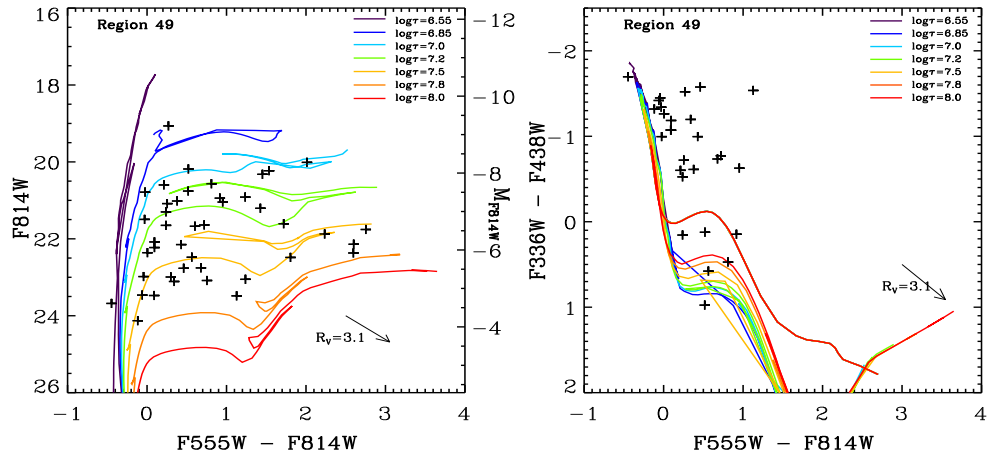 Region 49
logτ=6.55
logτ=6.85
logτ=7.0
logτ=7.2
logτ=7.5
logτ=7.8
logτ=8.0
16
18
20
22
24
26
F814W
−12
−10
−8
−6
−4
M_F814W
R_V=3.1
−1 0 1 2 3 4
F555W − F814W
Region 49
logτ=6.55
logτ=6.85
logτ=7.0
logτ=7.2
logτ=7.5
logτ=7.8
logτ=8.0
−2
−1
0
1
2
F336W − F438W
R_V=3.1
−1 0 1 2 3 4
F555W − F814W